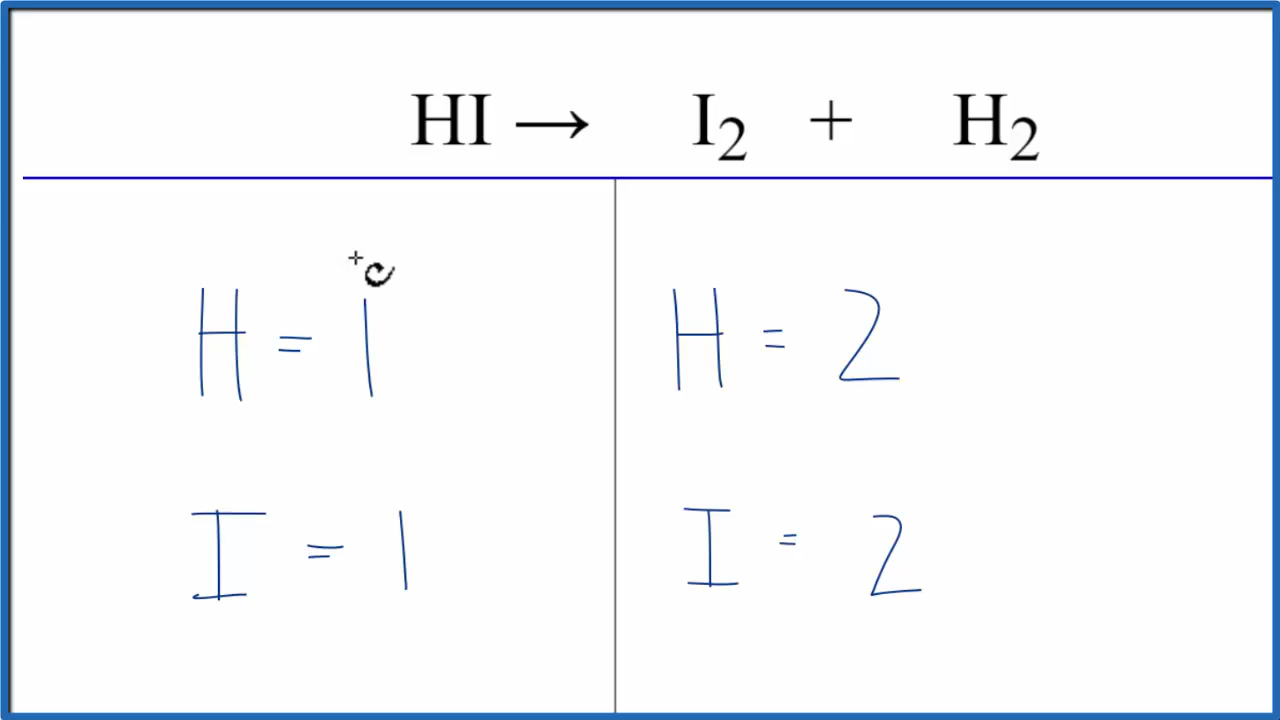 HI → I₂ + H₂
H = 1 H = 2
I = 1 I = 2